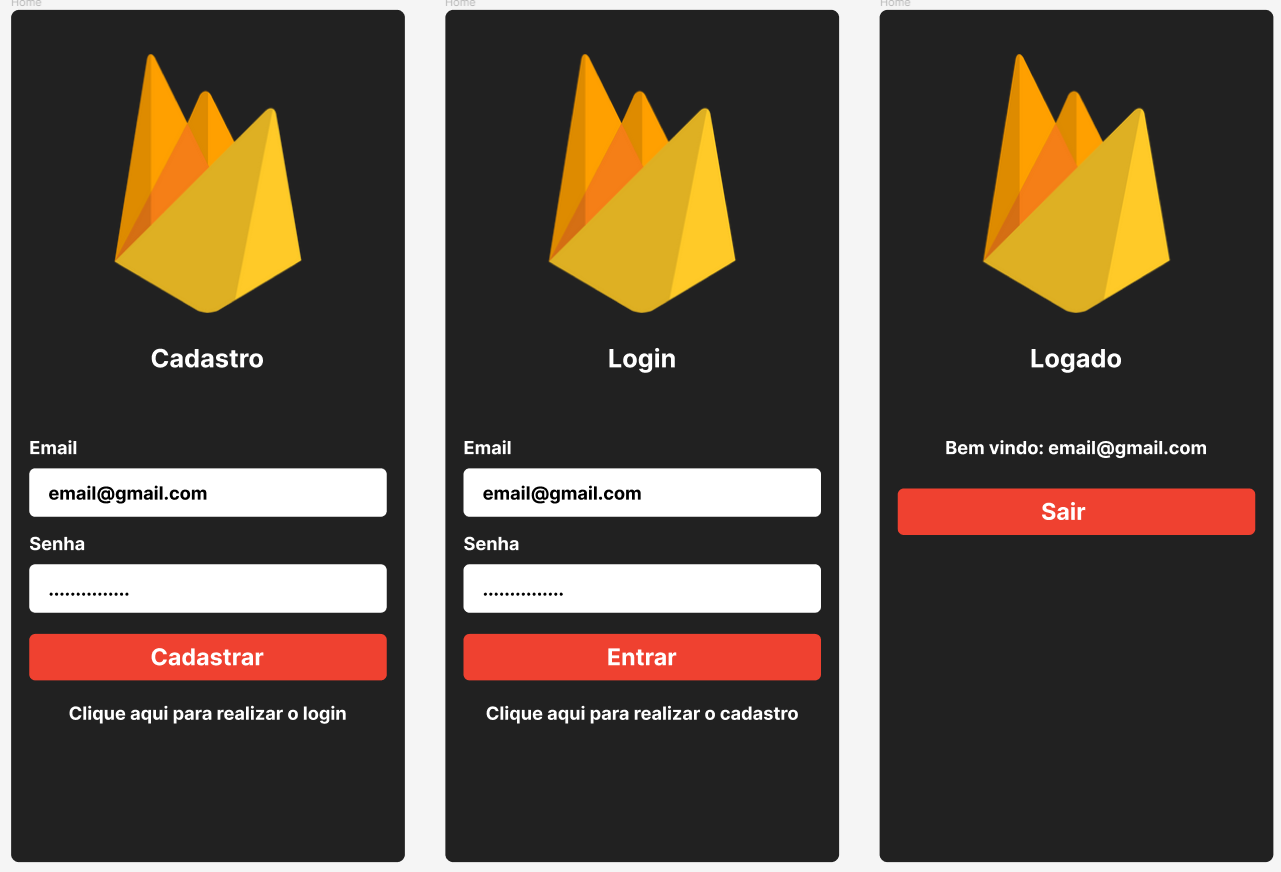 Home
Cadastro
Email
email@gmail.com
Senha
...............
Cadastrar
Clique aqui para realizar o login
Home
Login
Email
email@gmail.com
Senha
...............
Entrar
Clique aqui para realizar o cadastro
Home
Logado
Bem vindo: email@gmail.com
Sair